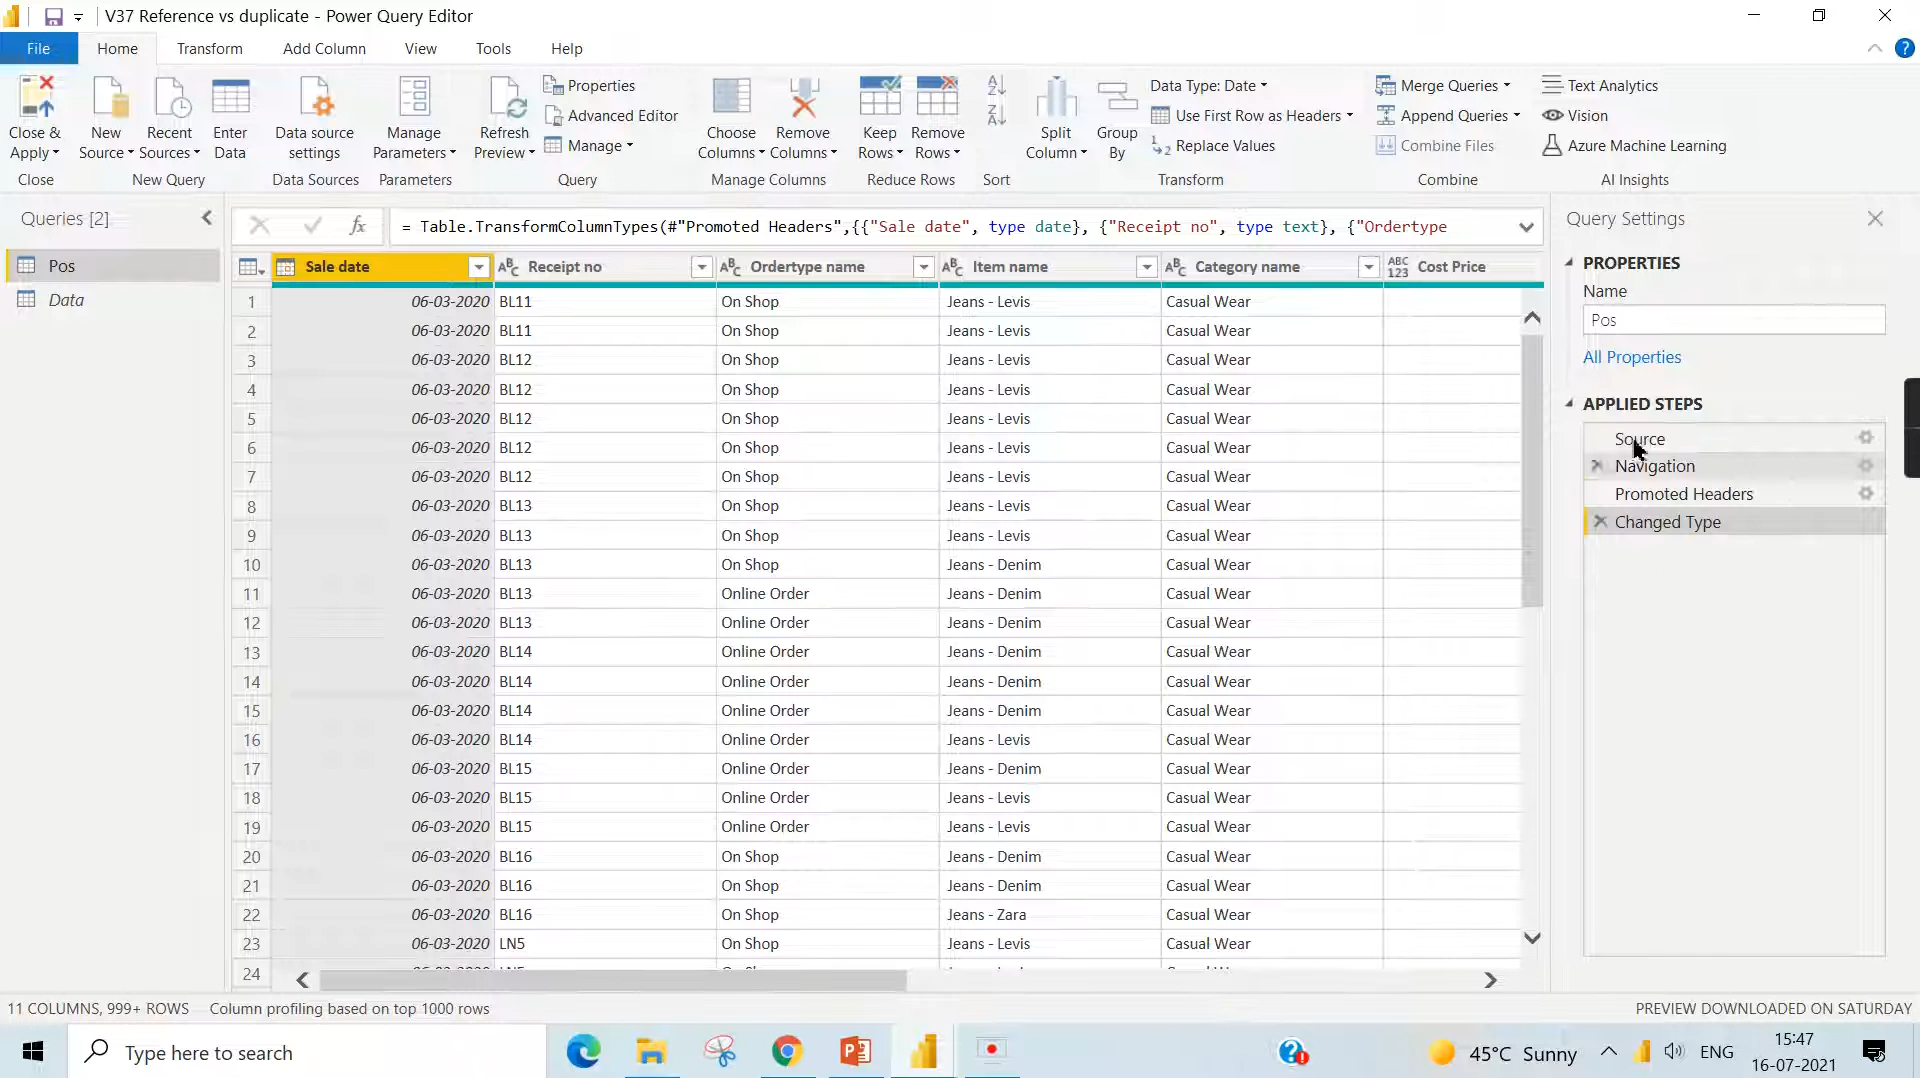 V37 Reference vs duplicate - Power Query Editor
File Home Transform Add Column View Tools Help
Close & Apply
New Source
Recent Sources
Enter Data
Data source settings
Manage Parameters
Refresh Preview
Properties
Advanced Editor
Manage
Choose Columns
Remove Columns
Keep Rows
Remove Rows
Split Column
Group By
Data Type: Date
Use First Row as Headers
Replace Values
Merge Queries
Append Queries
Combine Files
Text Analytics
Vision
Azure Machine Learning
Close New Query Data Sources Parameters Query Manage Columns Reduce Rows Sort Transform Combine AI Insights
Queries [2]
Pos
Data
fx = Table.TransformColumnTypes(#"Promoted Headers",{{"Sale date", type date}, {"Receipt no", type text}, {"Ordertype
Sale date ABC Receipt no ABC Ordertype name ABC Item name ABC Category name ABC 123 Cost Price
1 06-03-2020 BL11 On Shop Jeans - Levis Casual Wear
2 06-03-2020 BL11 On Shop Jeans - Levis Casual Wear
3 06-03-2020 BL12 On Shop Jeans - Levis Casual Wear
4 06-03-2020 BL12 On Shop Jeans - Levis Casual Wear
5 06-03-2020 BL12 On Shop Jeans - Levis Casual Wear
6 06-03-2020 BL12 On Shop Jeans - Levis Casual Wear
7 06-03-2020 BL12 On Shop Jeans - Levis Casual Wear
8 06-03-2020 BL13 On Shop Jeans - Levis Casual Wear
9 06-03-2020 BL13 On Shop Jeans - Levis Casual Wear
10 06-03-2020 BL13 On Shop Jeans - Denim Casual Wear
11 06-03-2020 BL13 Online Order Jeans - Denim Casual Wear
12 06-03-2020 BL13 Online Order Jeans - Denim Casual Wear
13 06-03-2020 BL14 Online Order Jeans - Denim Casual Wear
14 06-03-2020 BL14 Online Order Jeans - Denim Casual Wear
15 06-03-2020 BL14 Online Order Jeans - Denim Casual Wear
16 06-03-2020 BL14 Online Order Jeans - Levis Casual Wear
17 06-03-2020 BL15 Online Order Jeans - Denim Casual Wear
18 06-03-2020 BL15 Online Order Jeans - Levis Casual Wear
19 06-03-2020 BL15 Online Order Jeans - Levis Casual Wear
20 06-03-2020 BL16 On Shop Jeans - Denim Casual Wear
21 06-03-2020 BL16 On Shop Jeans - Denim Casual Wear
22 06-03-2020 BL16 On Shop Jeans - Zara Casual Wear
23 06-03-2020 LN5 On Shop Jeans - Levis Casual Wear
24
Query Settings
PROPERTIES
Name
Pos
All Properties
APPLIED STEPS
Source
Navigation
Promoted Headers
Changed Type
11 COLUMNS, 999+ ROWS Column profiling based on top 1000 rows PREVIEW DOWNLOADED ON SATURDAY
Type here to search
45°C Sunny
ENG
15:47
16-07-2021